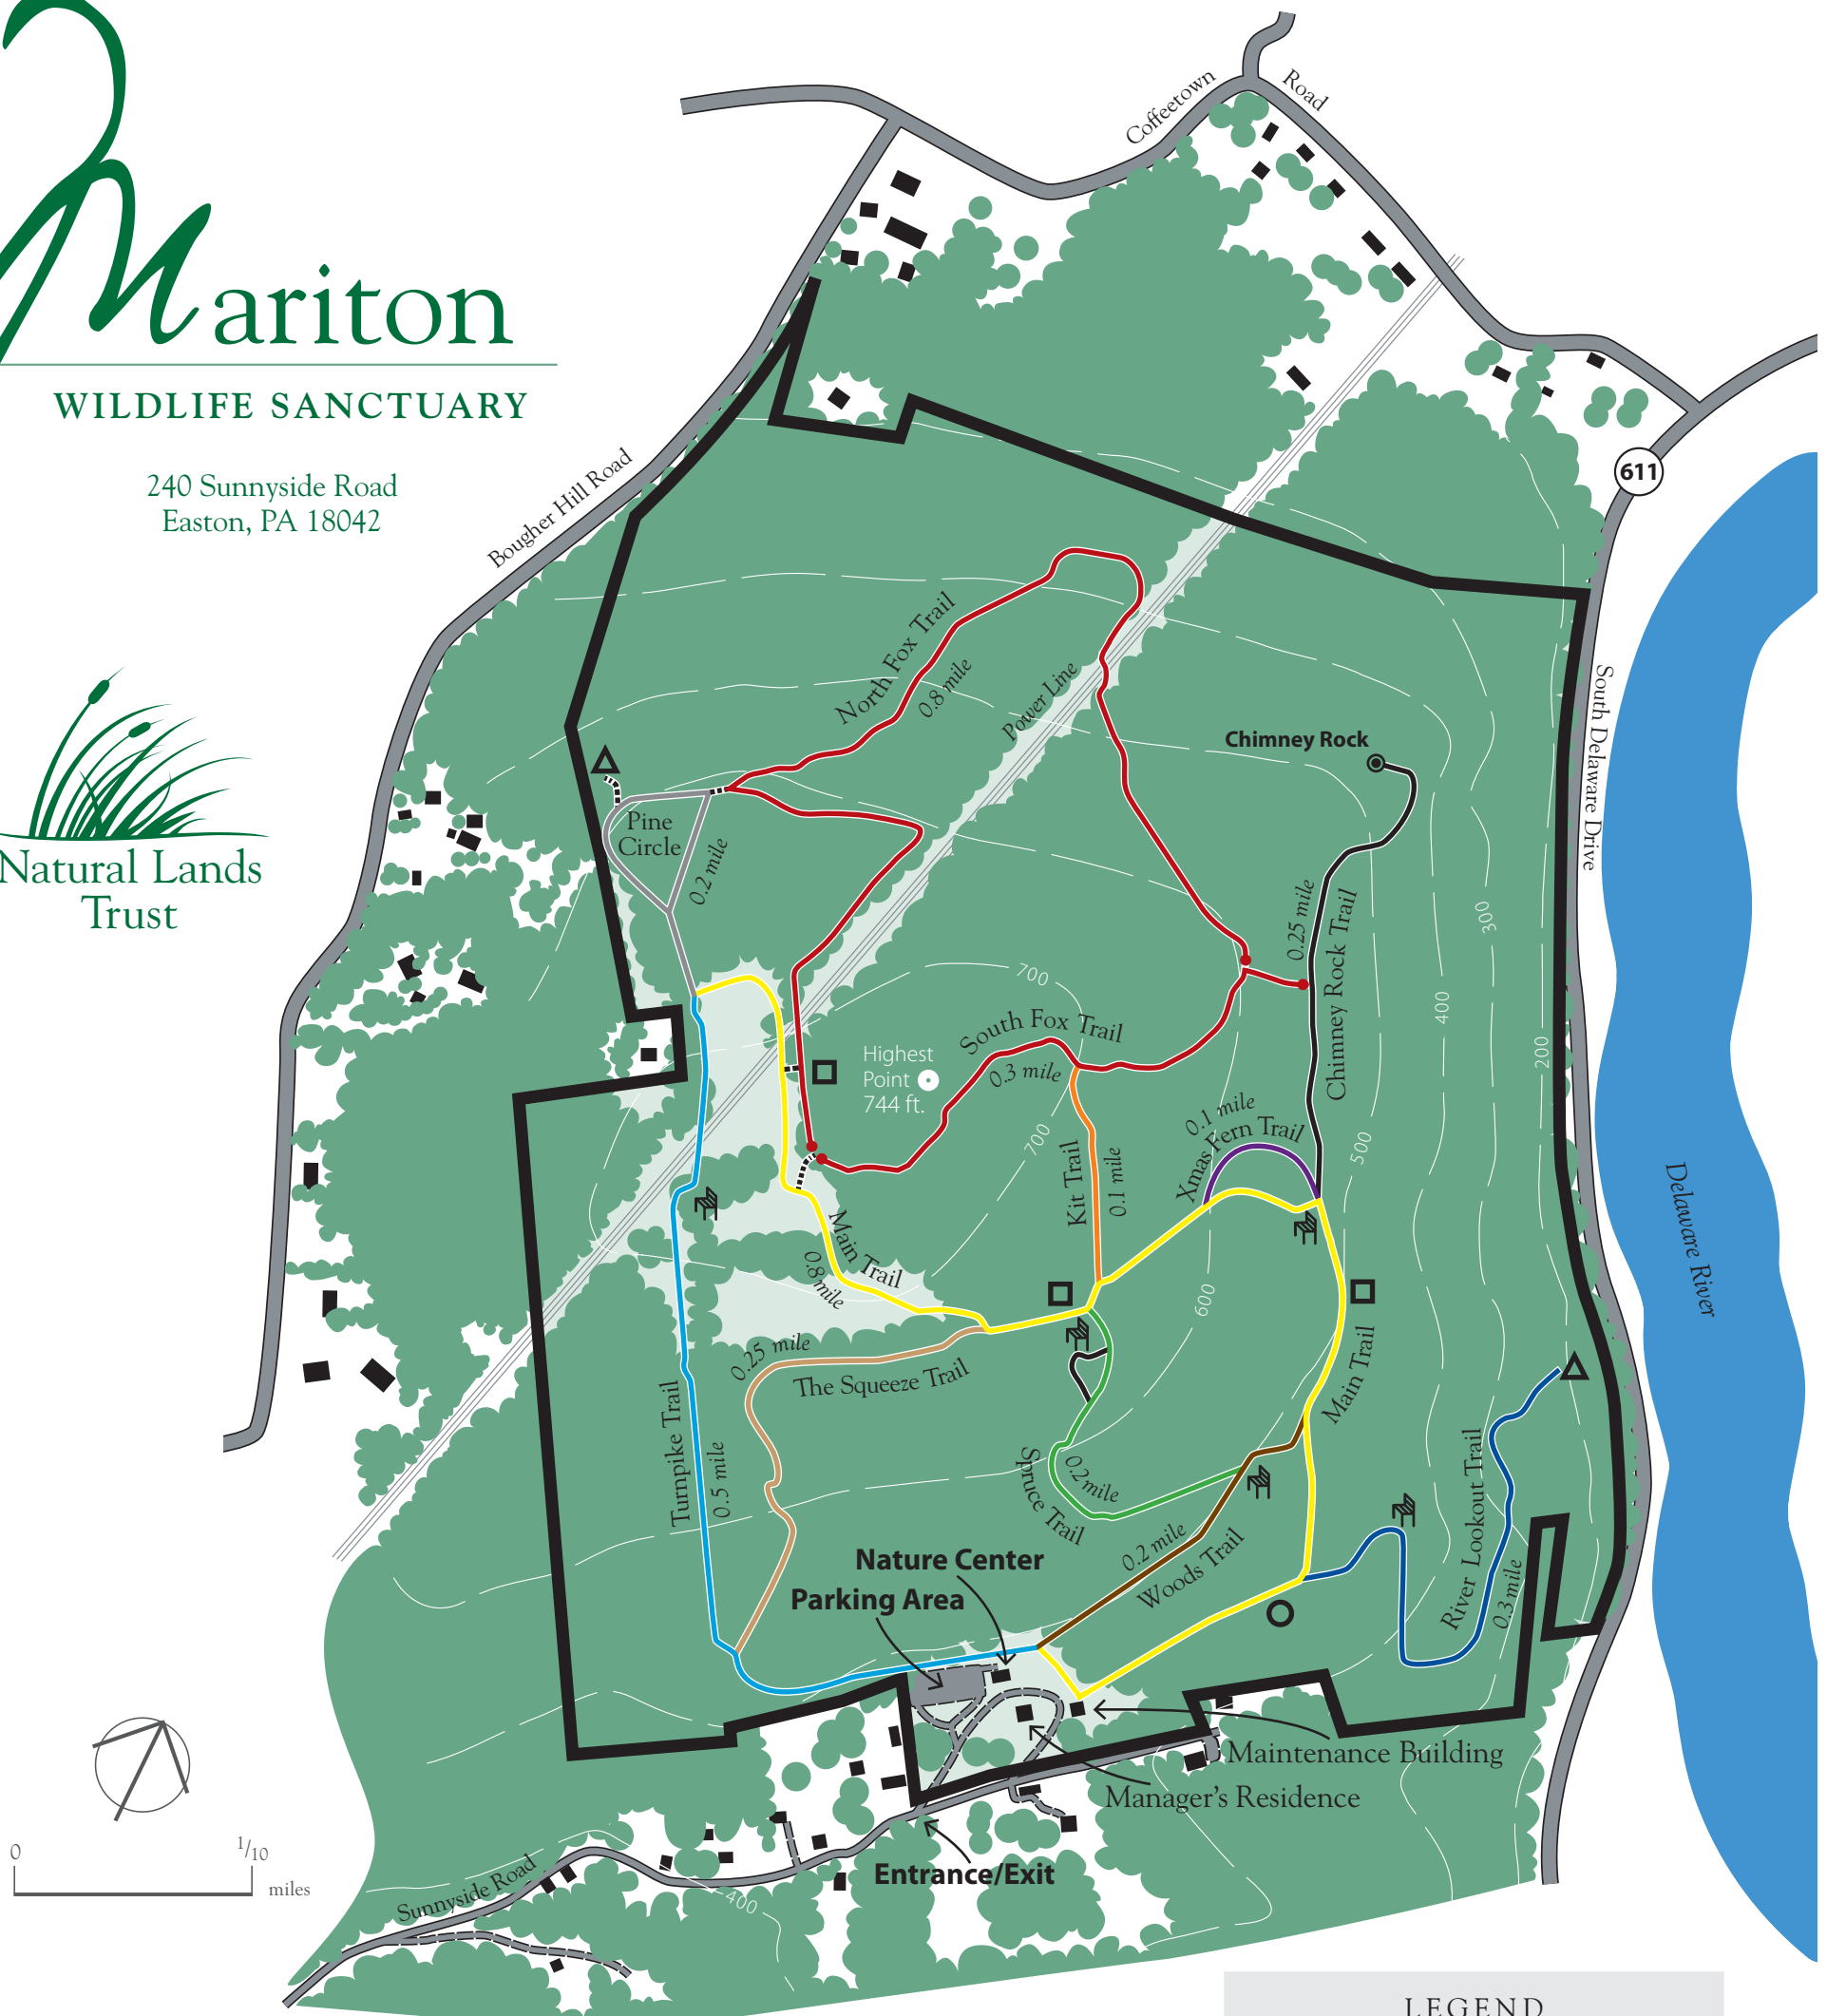 Mariton
WILDLIFE SANCTUARY
240 Sunnyside Road
Easton, PA 18042
Natural Lands
Trust
Coffeetown
Road
Bougher Hill Road
611
South Delaware Drive
Delaware River
North Fox Trail
0.8 mile
Power Line
Chimney Rock
Pine
Circle
0.2 mile
0.25 mile
Chimney Rock Trail
300
400
200
700
South Fox Trail
0.3 mile
Highest
Point
744 ft.
700
Kit Trail
0.1 mile
0.1 mile
Xmas Fern Trail
500
Main Trail
0.8 mile
600
0.25 mile
The Squeeze Trail
Main Trail
Turnpike Trail
0.5 mile
Spruce Trail
0.2 mile
0.2 mile
Woods Trail
River Lookout Trail
0.3 mile
Nature Center
Parking Area
Maintenance Building
Manager's Residence
Entrance/Exit
Sunnyside Road
400
0
1/10
miles
LEGEND